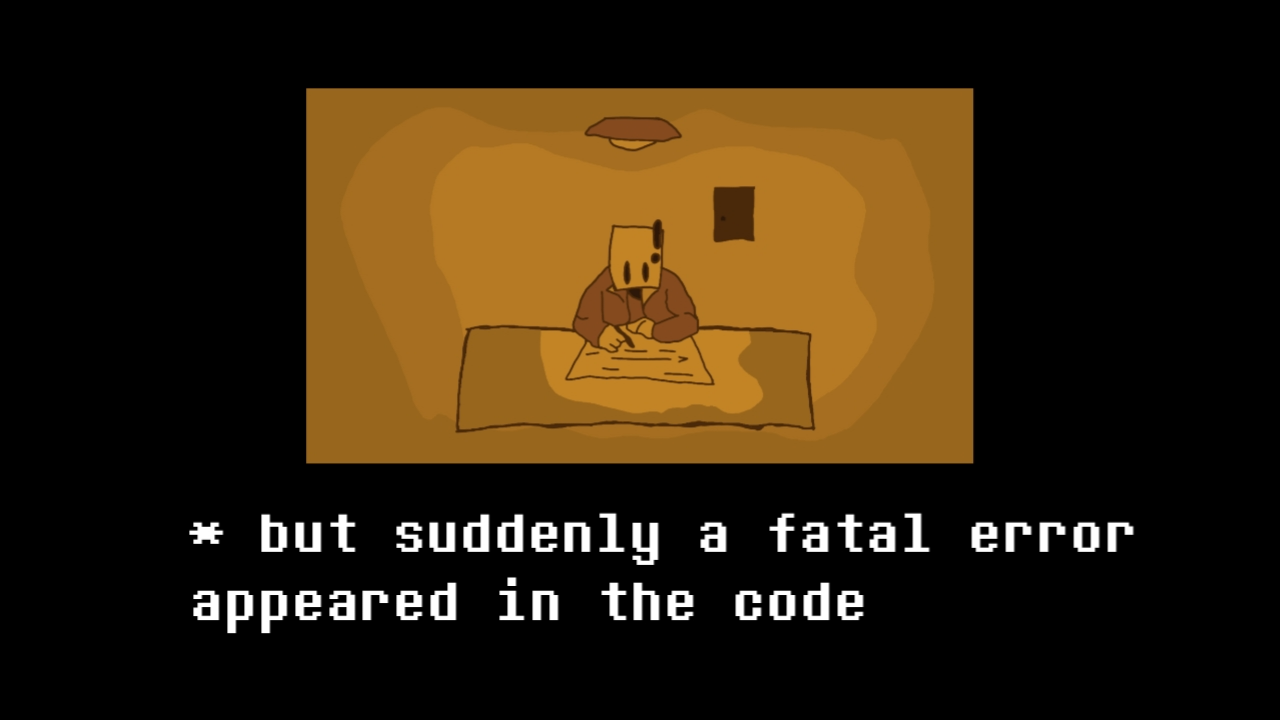 * but suddenly a fatal error
appeared in the code